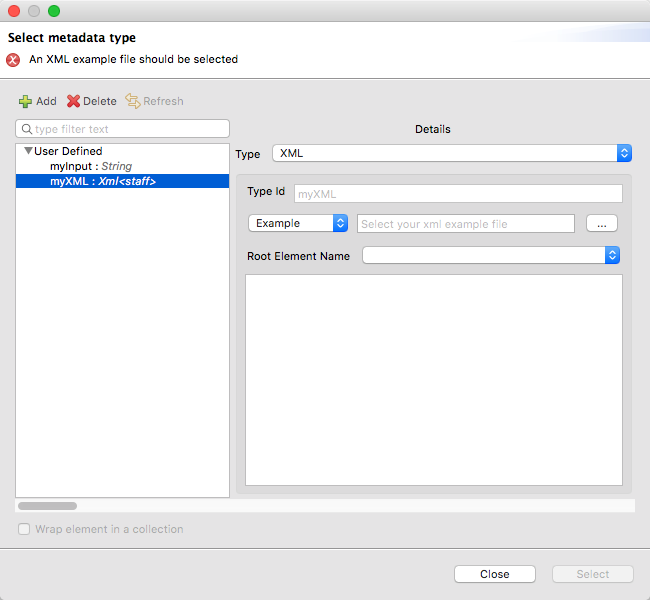 Select metadata type
An XML example file should be selected
Add Delete Refresh
type filter text
Details
User Defined
myInput : String
myXML : Xml<staff>
Type XML
Type Id myXML
Example Select your xml example file ...
Root Element Name
Wrap element in a collection
Close Select